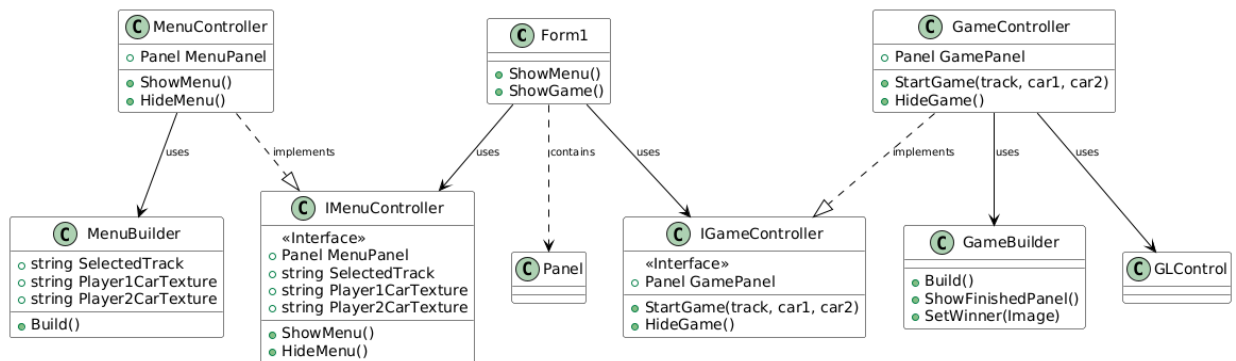 C MenuController
Panel MenuPanel
ShowMenu()
HideMenu()
C Form1
ShowMenu()
ShowGame()
C GameController
Panel GamePanel
StartGame(track, car1, car2)
HideGame()
uses
implements
uses
contains
uses
implements
uses
uses
C MenuBuilder
string SelectedTrack
string Player1CarTexture
string Player2CarTexture
Build()
C IMenuController
«Interface»
Panel MenuPanel
string SelectedTrack
string Player1CarTexture
string Player2CarTexture
ShowMenu()
HideMenu()
C Panel
C IGameController
«Interface»
Panel GamePanel
StartGame(track, car1, car2)
HideGame()
C GameBuilder
Build()
ShowFinishedPanel()
SetWinner(Image)
C GLControl